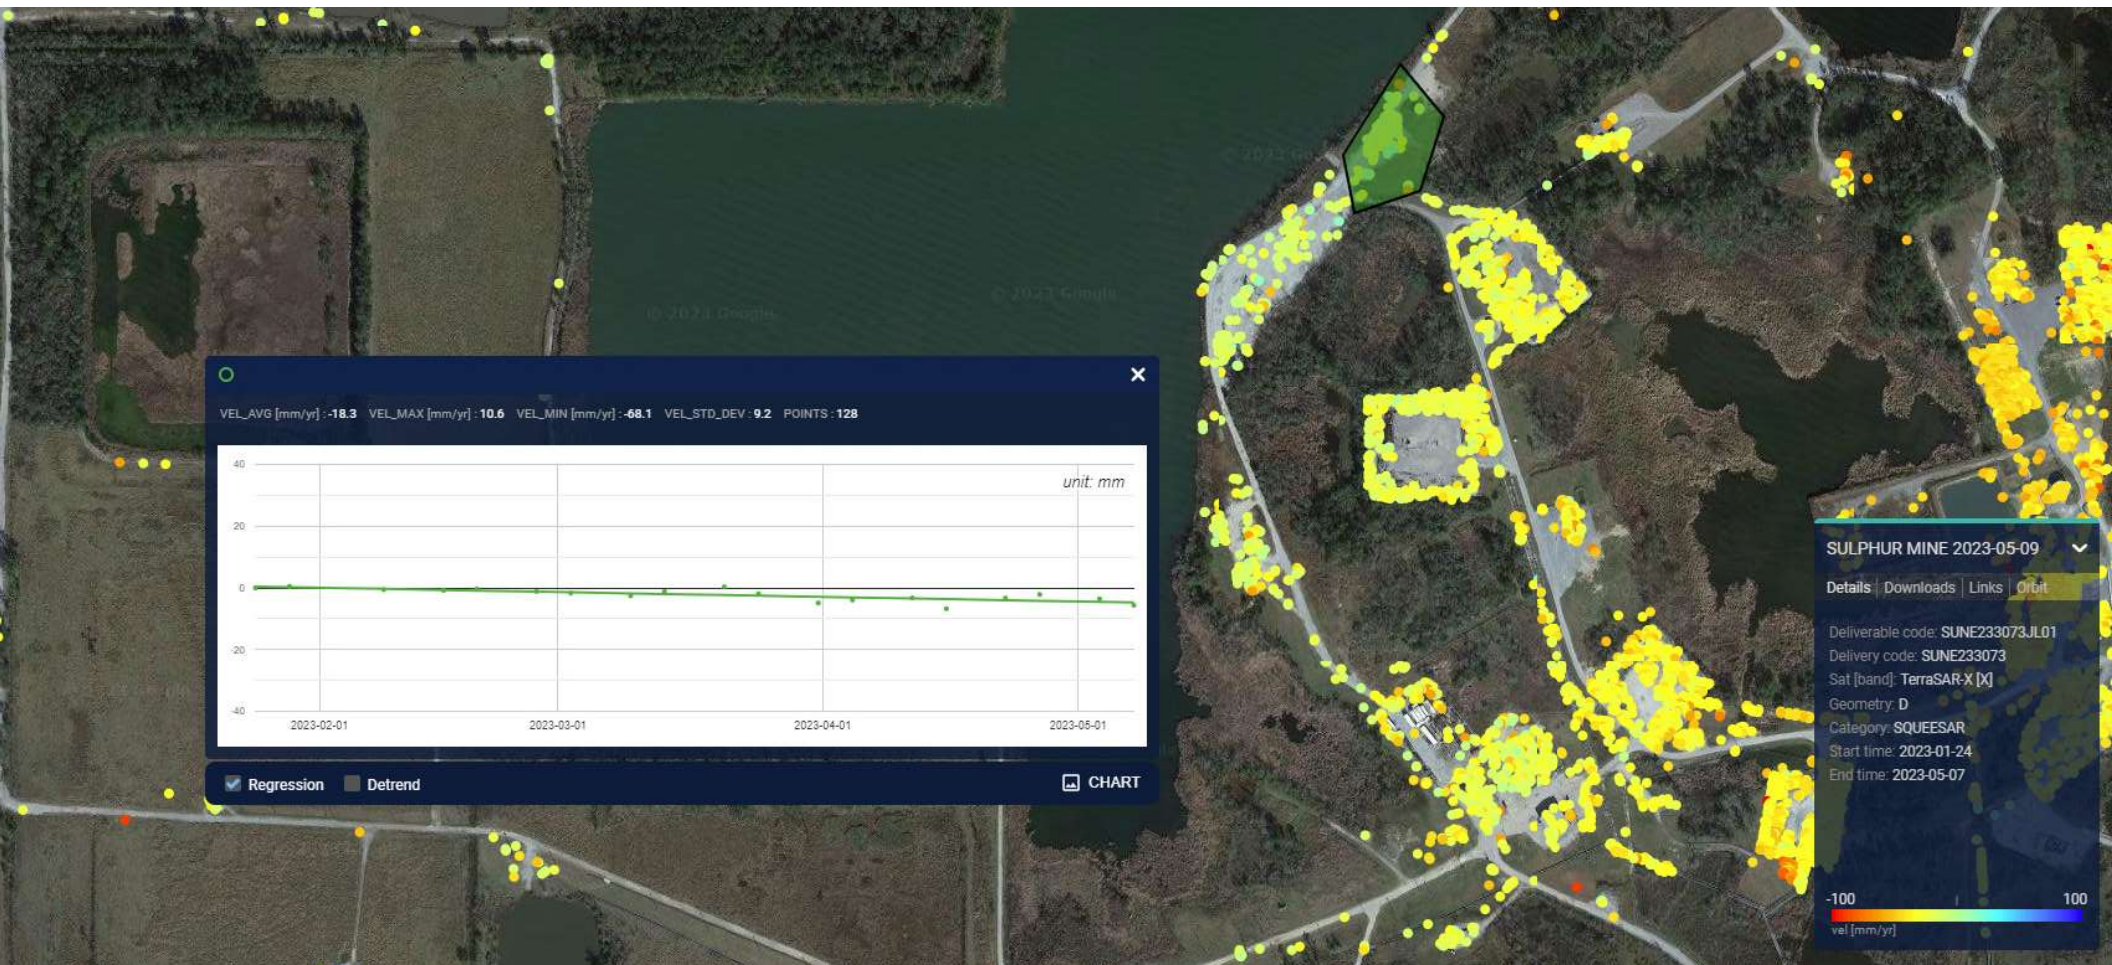 © 2023 Google
© 2023 Google
VEL_AVG [mm/yr] : -18.3 VEL_MAX [mm/yr] : 10.6 VEL_MIN [mm/yr] : -68.1 VEL_STD_DEV : 9.2 POINTS : 128
unit: mm
40
20
0
-20
-40
2023-02-01 2023-03-01 2023-04-01 2023-05-01
Regression Detrend CHART
SULPHUR MINE 2023-05-09
Details Downloads Links Orbit
Deliverable code: SUNE233073JL01
Delivery code: SUNE233073
Sat [band]: TerraSAR-X [X]
Geometry: D
Category: SQUEESAR
Start time: 2023-01-24
End time: 2023-05-07
-100 100
vel [mm/yr]